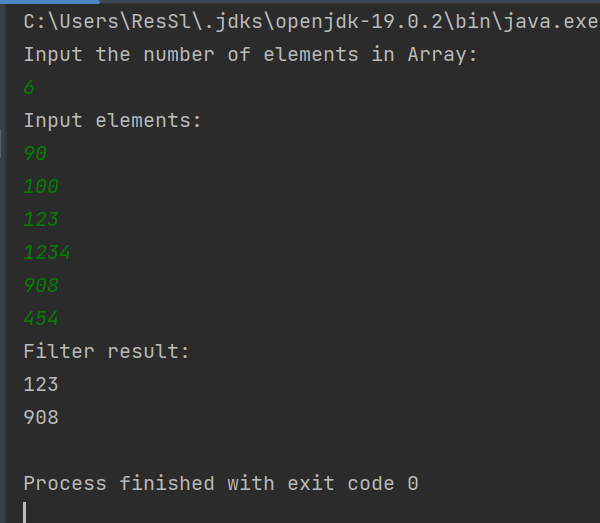 C:\Users\ResSl\.jdks\openjdk-19.0.2\bin\java.exe
Input the number of elements in Array:
6
Input elements:
90
100
123
1234
908
454
Filter result:
123
908
Process finished with exit code 0